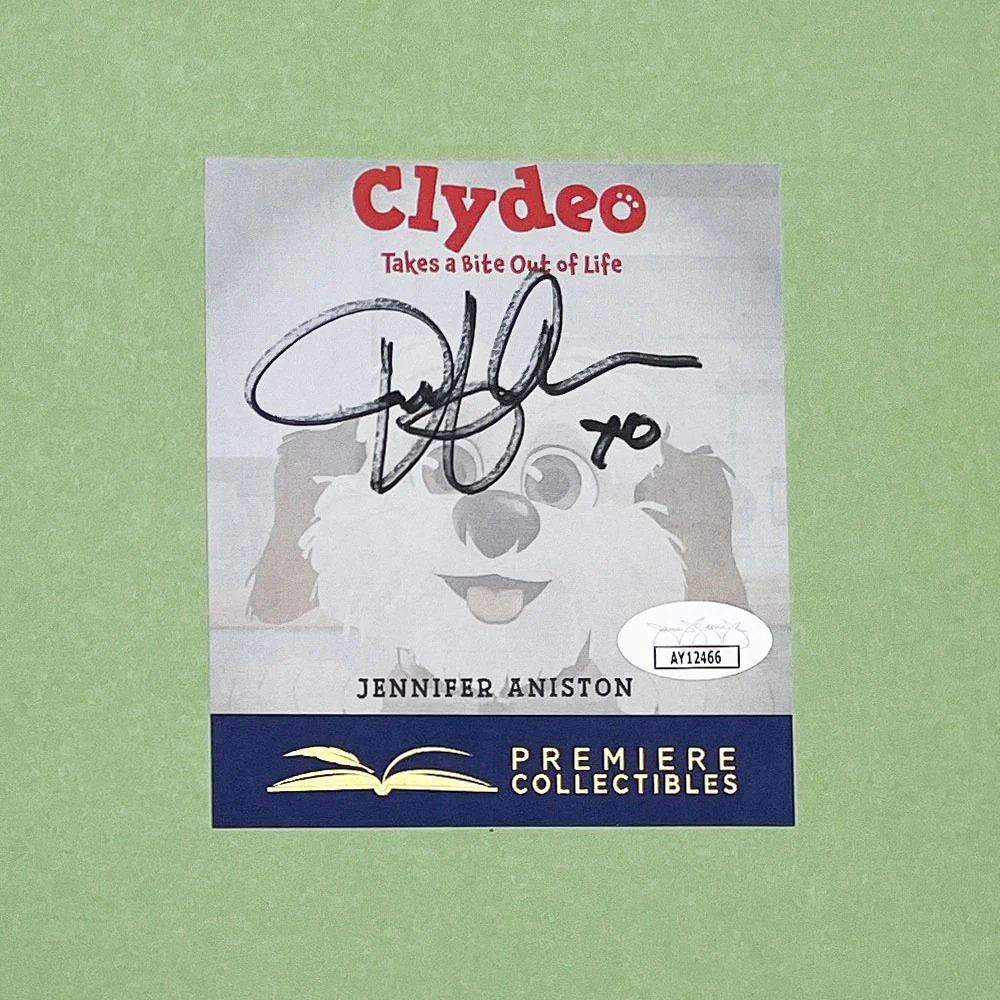 Clydeo
Takes a Bite Out of Life
XO
AY12466
JENNIFER ANISTON
PREMIERE
COLLECTIBLES